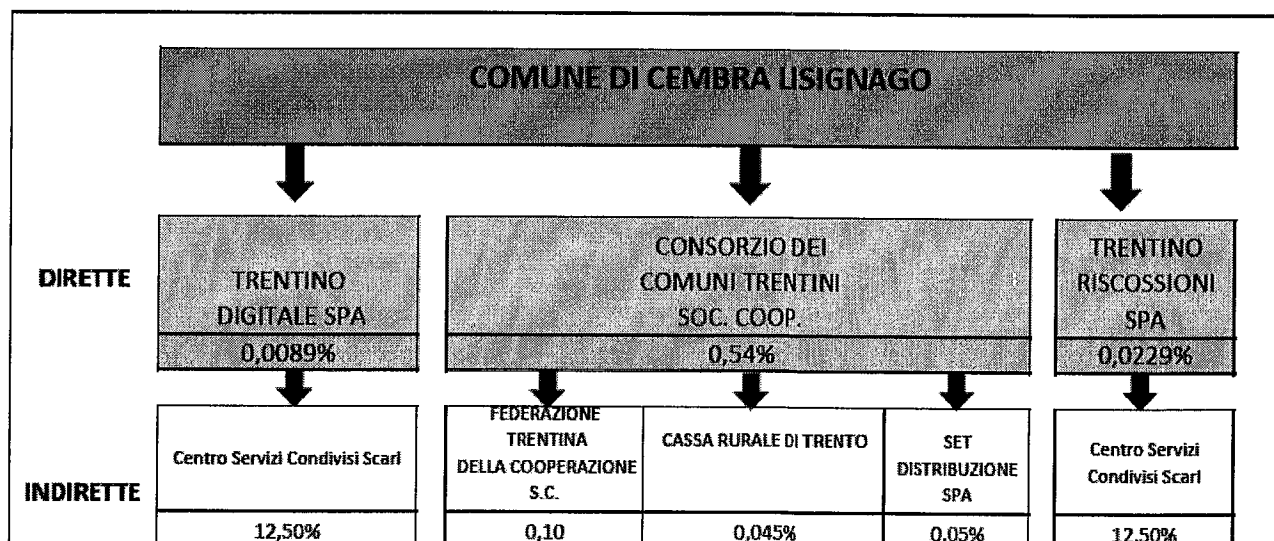 COMUNE DI CEMBRA LISIGNAGO
DIRETTE
TRENTINO
DIGITALE SPA
0,0089%
CONSORZIO DEI
COMUNI TRENTINI
SOC. COOP.
0,54%
TRENTINO
RISCOSSIONI
SPA
0,0229%
INDIRETTE
Centro Servizi Condivisi Scarl
12,50%
FEDERAZIONE
TRENTINA
DELLA COOPERAZIONE
S.C.
0,10
CASSA RURALE DI TRENTO
0,045%
SET
DISTRIBUZIONE
SPA
0,05%
Centro Servizi
Condivisi Scarl
12,50%